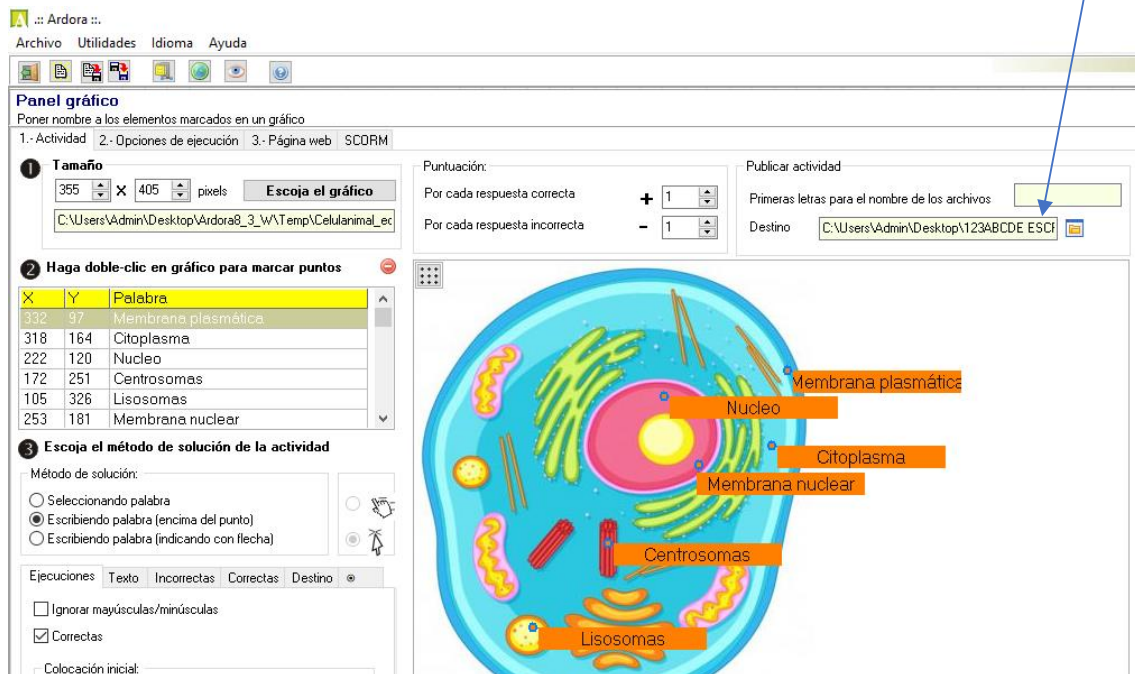 .:: Ardora ::.
Archivo Utilidades Idioma Ayuda
Panel gráfico
Poner nombre a los elementos marcados en un gráfico
1.- Actividad 2.- Opciones de ejecución 3.- Página web SCORM
1 Tamaño
355 X 405 pixels Escoja el gráfico
C:\Users\Admin\Desktop\Ardora8_3_W\Temp\Celulanimal_ec
Puntuación:
Por cada respuesta correcta + 1
Por cada respuesta incorrecta - 1
Publicar actividad
Primeras letras para el nombre de los archivos
Destino C:\Users\Admin\Desktop\123ABCDE ESCF
2 Haga doble-clic en gráfico para marcar puntos
X Y Palabra
332 97 Membrana plasmática
318 164 Citoplasma
222 120 Nucleo
172 251 Centrosomas
105 326 Lisosomas
253 181 Membrana nuclear
3 Escoja el método de solución de la actividad
Método de solución:
Seleccionando palabra
Escribiendo palabra (encima del punto)
Escribiendo palabra (indicando con flecha)
Ejecuciones Texto Incorrectas Correctas Destino
Ignorar mayúsculas/minúsculas
Correctas
Colocación inicial:
Membrana plasmática
Nucleo
Citoplasma
Membrana nuclear
Centrosomas
Lisosomas